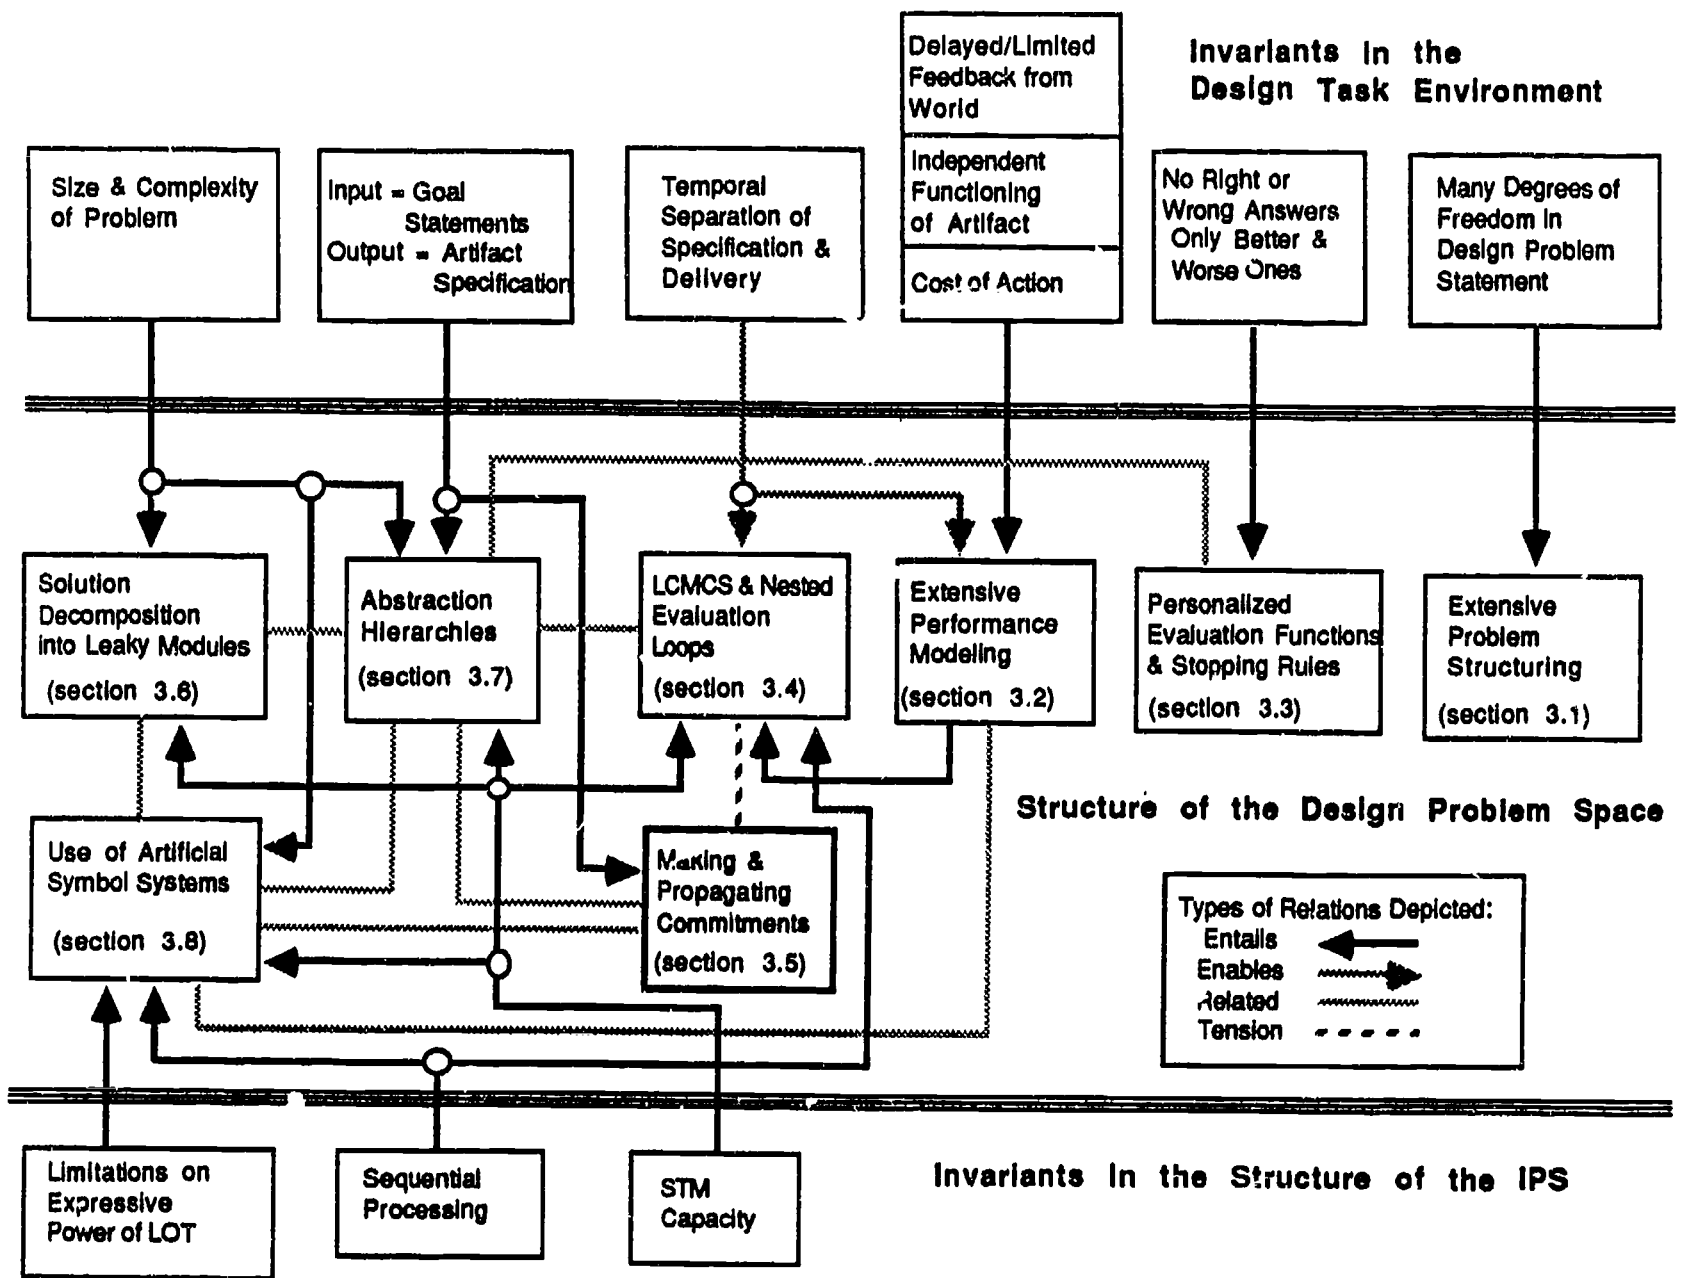 Invariants in the
Design Task Environment
Delayed/Limited
Feedback from
World
Independent
Functioning
of Artifact
Cost of Action
Size & Complexity
of Problem
Input = Goal
Statements
Output = Artifact
Specification
Temporal
Separation of
Specification &
Delivery
No Right or
Wrong Answers
Only Better &
Worse Ones
Many Degrees of
Freedom in
Design Problem
Statement
Solution
Decomposition
into Leaky Modules
(section 3.6)
Abstraction
Hierarchies
(section 3.7)
LCMCS & Nested
Evaluation
Loops
(section 3.4)
Extensive
Performance
Modeling
(section 3.2)
Personalized
Evaluation Functions
& Stopping Rules
(section 3.3)
Extensive
Problem
Structuring
(section 3.1)
Structure of the Design Problem Space
Use of Artificial
Symbol Systems
(section 3.8)
Making &
Propagating
Commitments
(section 3.5)
Types of Relations Depicted:
Entails
Enables
Related
Tension
Limitations on
Expressive
Power of LOT
Sequential
Processing
STM
Capacity
Invariants in the Structure of the IPS